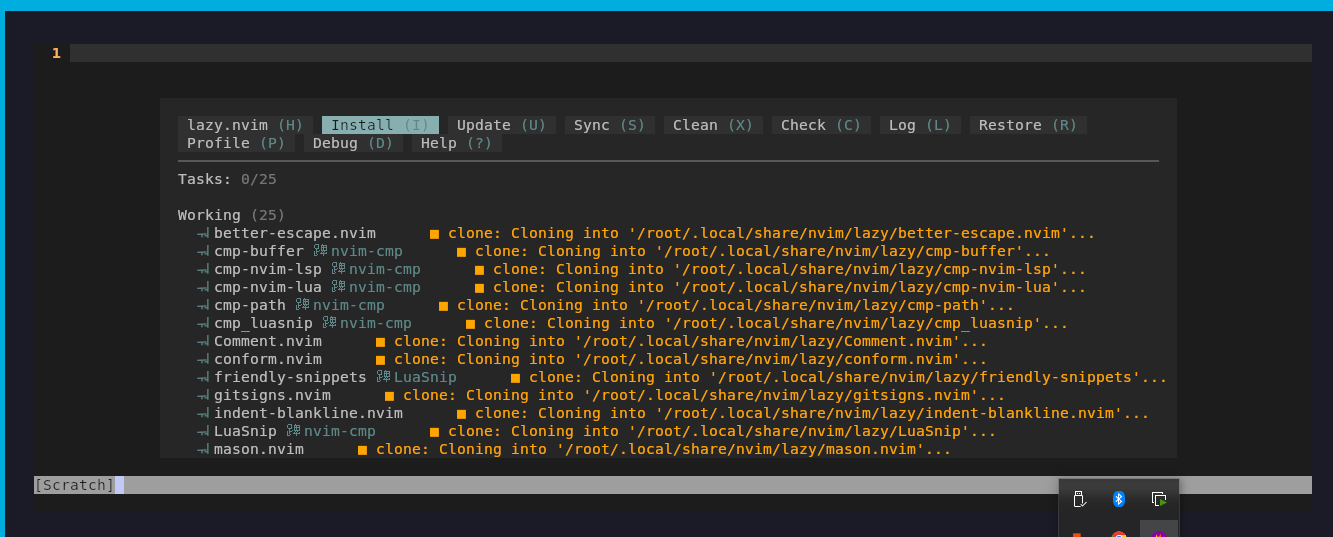 1
lazy.nvim (H) Install (I) Update (U) Sync (S) Clean (X) Check (C) Log (L) Restore (R)
Profile (P) Debug (D) Help (?)
Tasks: 0/25
Working (25)
better-escape.nvim ■ clone: Cloning into '/root/.local/share/nvim/lazy/better-escape.nvim'...
cmp-buffer nvim-cmp ■ clone: Cloning into '/root/.local/share/nvim/lazy/cmp-buffer'...
cmp-nvim-lsp nvim-cmp ■ clone: Cloning into '/root/.local/share/nvim/lazy/cmp-nvim-lsp'...
cmp-nvim-lua nvim-cmp ■ clone: Cloning into '/root/.local/share/nvim/lazy/cmp-nvim-lua'...
cmp-path nvim-cmp ■ clone: Cloning into '/root/.local/share/nvim/lazy/cmp-path'...
cmp_luasnip nvim-cmp ■ clone: Cloning into '/root/.local/share/nvim/lazy/cmp_luasnip'...
Comment.nvim ■ clone: Cloning into '/root/.local/share/nvim/lazy/Comment.nvim'...
conform.nvim ■ clone: Cloning into '/root/.local/share/nvim/lazy/conform.nvim'...
friendly-snippets LuaSnip ■ clone: Cloning into '/root/.local/share/nvim/lazy/friendly-snippets'...
gitsigns.nvim ■ clone: Cloning into '/root/.local/share/nvim/lazy/gitsigns.nvim'...
indent-blankline.nvim ■ clone: Cloning into '/root/.local/share/nvim/lazy/indent-blankline.nvim'...
LuaSnip nvim-cmp ■ clone: Cloning into '/root/.local/share/nvim/lazy/LuaSnip'...
mason.nvim ■ clone: Cloning into '/root/.local/share/nvim/lazy/mason.nvim'...
[Scratch]